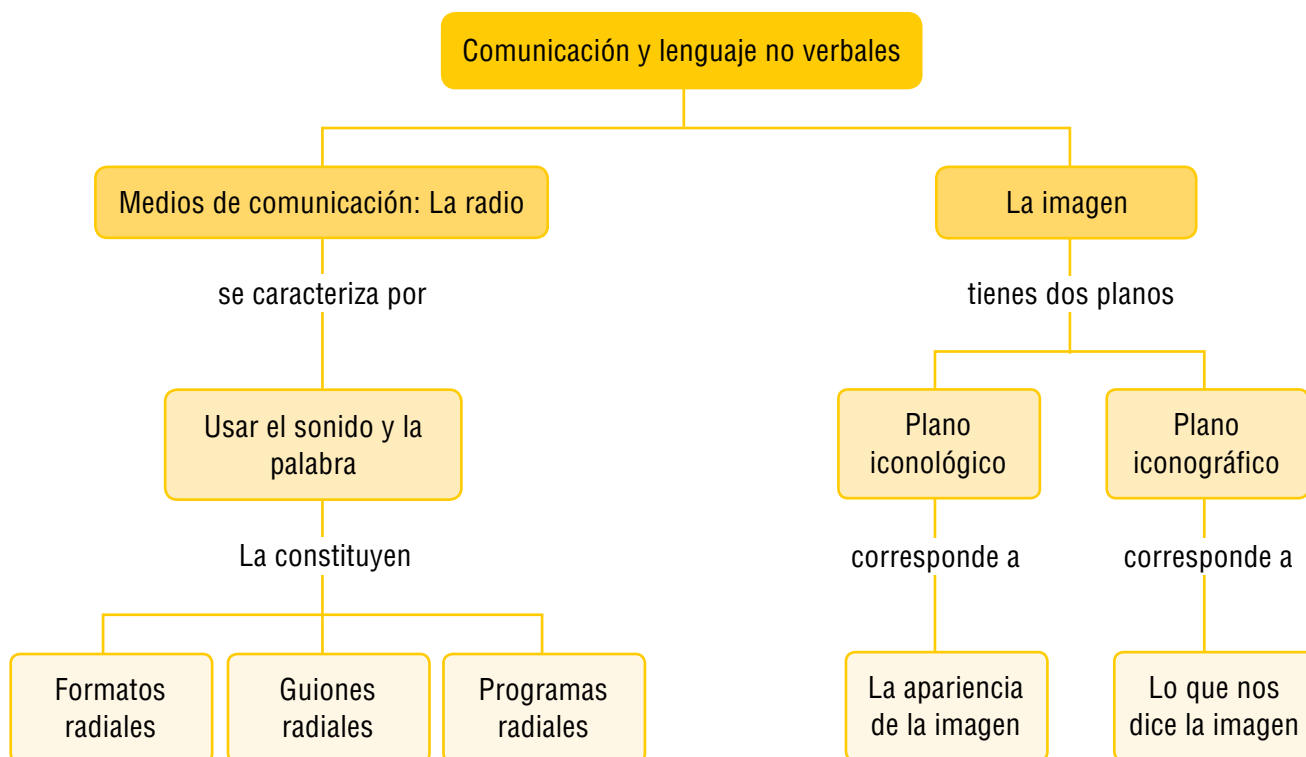 Comunicación y lenguaje no verbales
Medios de comunicación: La radio
La imagen
se caracteriza por
tienes dos planos
Usar el sonido y la
palabra
Plano
iconológico
Plano
iconográfico
La constituyen
corresponde a
corresponde a
Formatos
radiales
Guiones
radiales
Programas
radiales
La apariencia
de la imagen
Lo que nos
dice la imagen